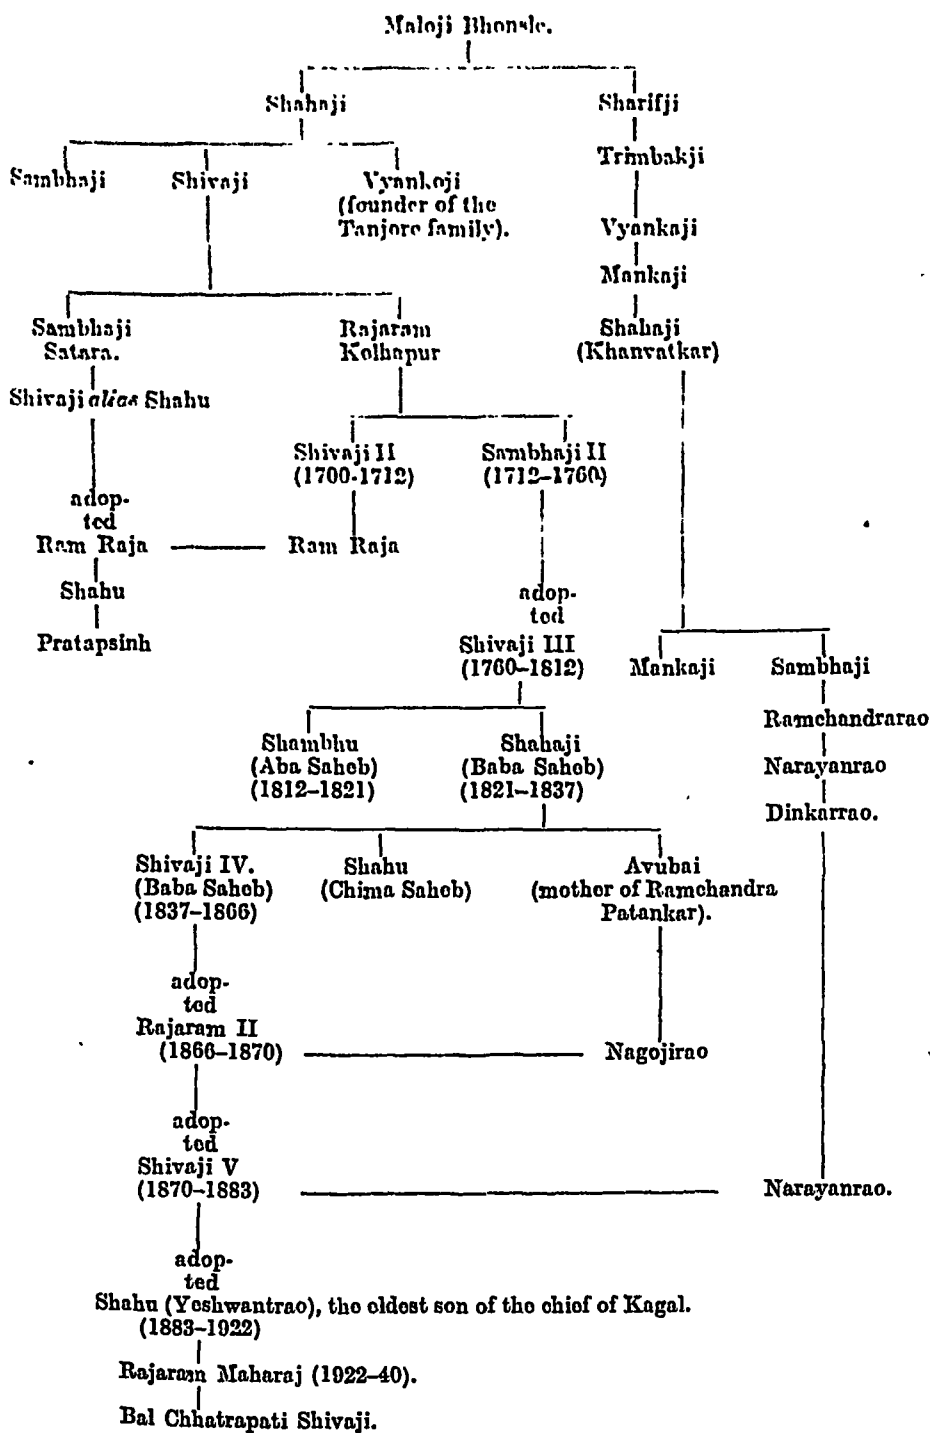 Maloji Bhonsle.
Shahaji
Sharifji
Trimbakji
Sambhaji
Shivaji
Vyankoji
(founder of the
Tanjore family).
Vyankaji
Mankaji
Sambhaji
Satara.
Rajaram
Kolhapur
Shahaji
(Khanvatkar)
Shivaji alias Shahu
Shivaji II
(1700-1712)
Sambhaji II
(1712–1760)
adop-
ted
Ram Raja
Ram Raja
Shahu
adop-
ted
Pratapsinh
Shivaji III
(1760–1812)
Mankaji
Sambhaji
Ramchandrarao
Shambhu
(Aba Saheb)
(1812–1821)
Shahaji
(Baba Saheb)
(1821–1837)
Narayanrao
Dinkarrao.
Shivaji IV.
(Baba Saheb)
(1837–1866)
Shahu
(Chima Saheb)
Avubai
(mother of Ramchandra
Patankar).
adop-
ted
Rajaram II
(1866–1870)
Nagojirao
adop-
ted
Shivaji V
(1870–1883)
Narayanrao.
adop-
ted
Shahu (Yeshwantrao), the eldest son of the chief of Kagal.
(1883–1922)
Rajaram Maharaj (1922–40).
Bal Chhatrapati Shivaji.